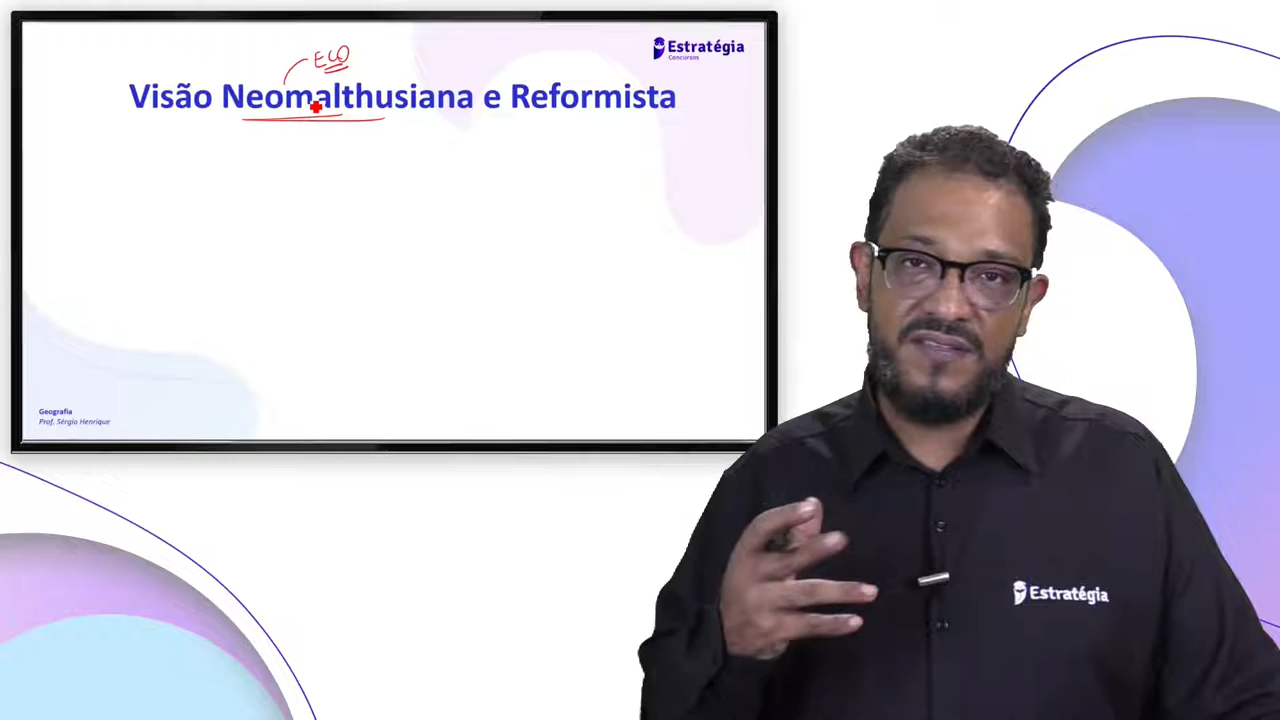 Estratégia
Concursos
ECO
Visão Neomalthusiana e Reformista
Geografia
Prof. Sérgio Henrique
Estratégia